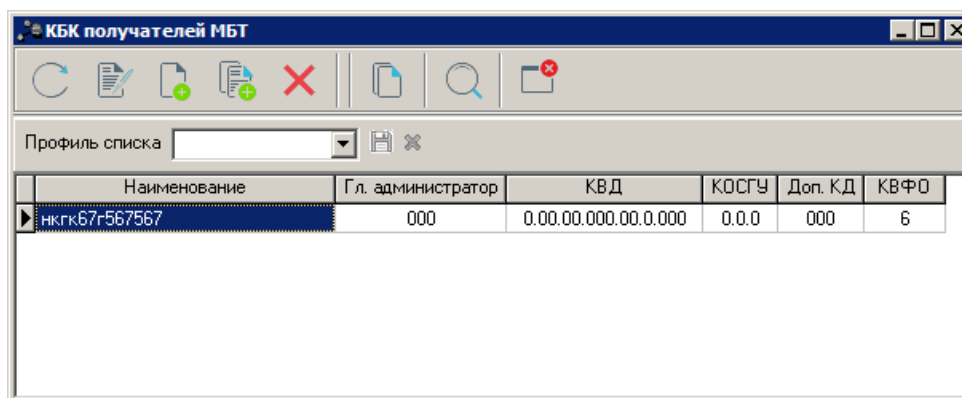 КБК получателей МБТ
Профиль списка
Наименование Гл. администратор КВД КОСГУ Доп. КД КВФО
нкгк67г567567 000 0.00.00.000.00.0.000 0.0.0 000 6